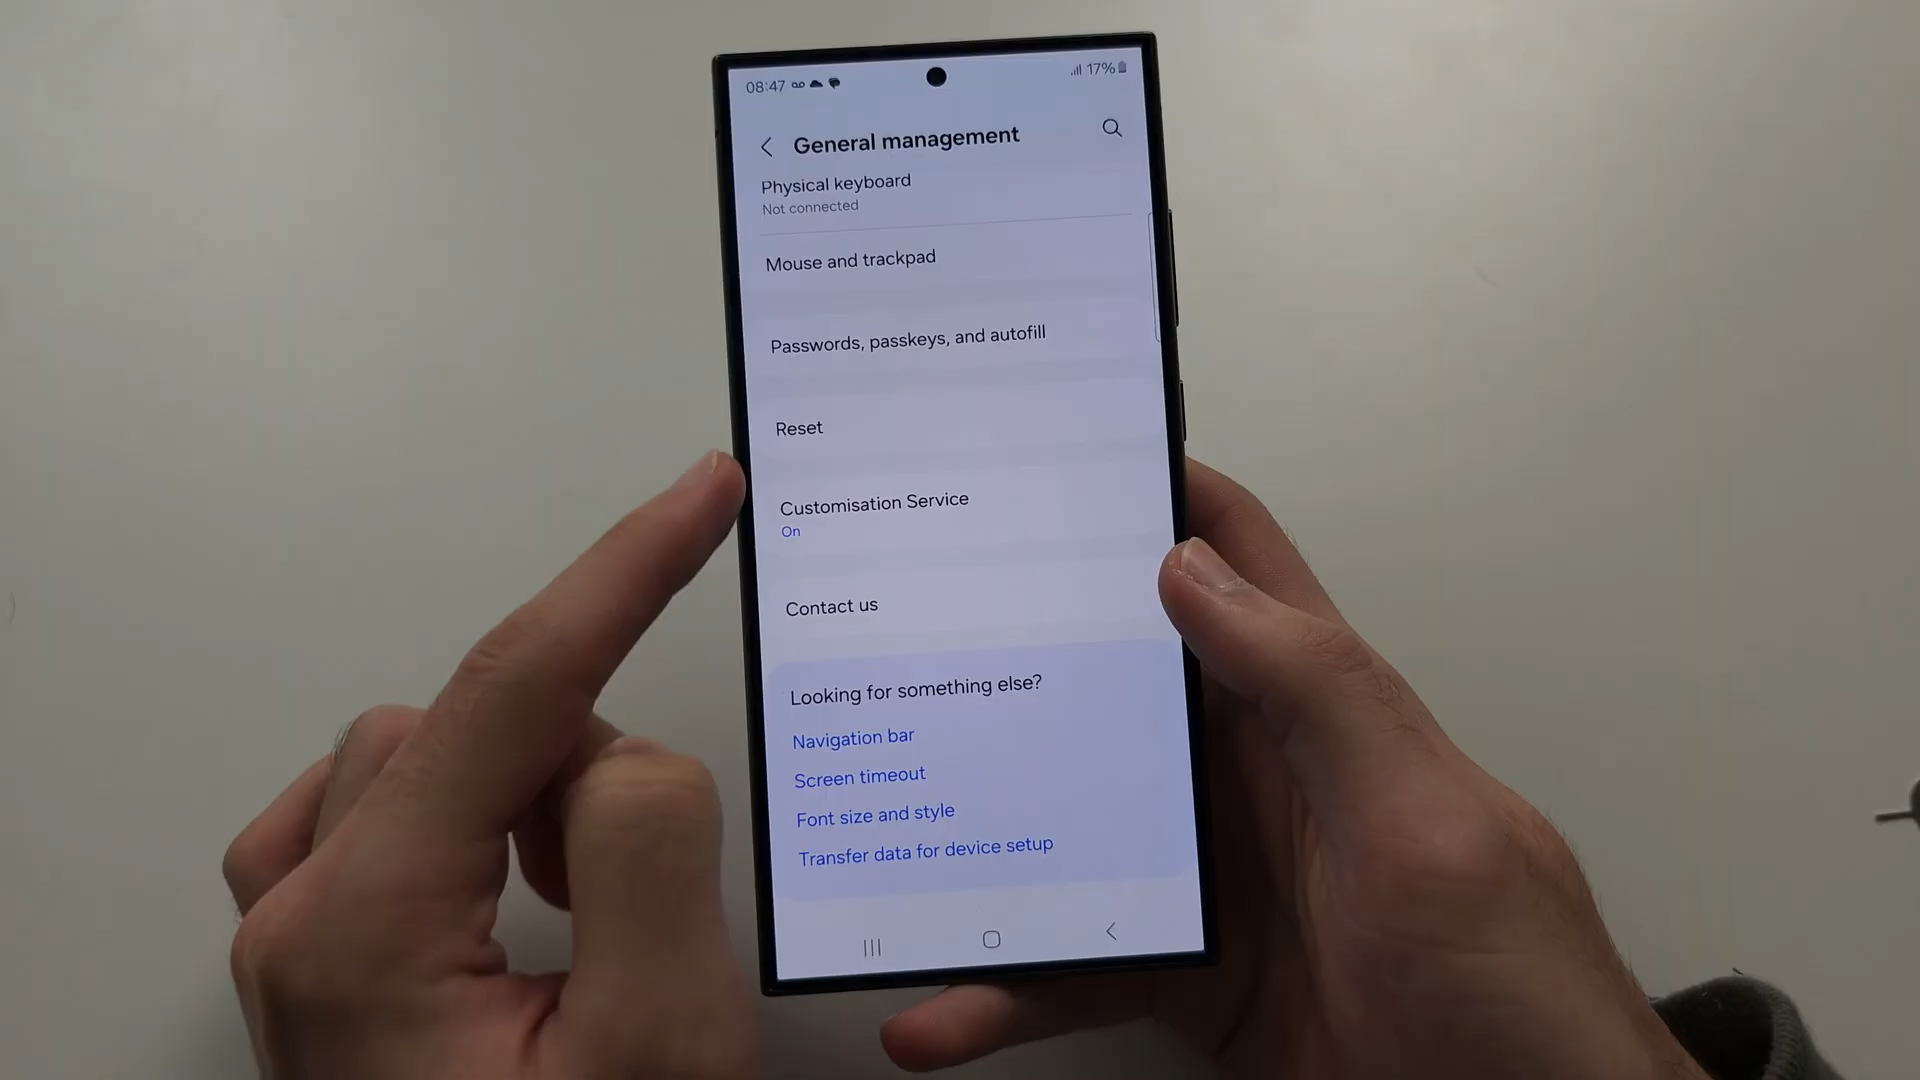 08:47 17%
General management
Physical keyboard
Not connected
Mouse and trackpad
Passwords, passkeys, and autofill
Reset
Customisation Service
On
Contact us
Looking for something else?
Navigation bar
Screen timeout
Font size and style
Transfer data for device setup